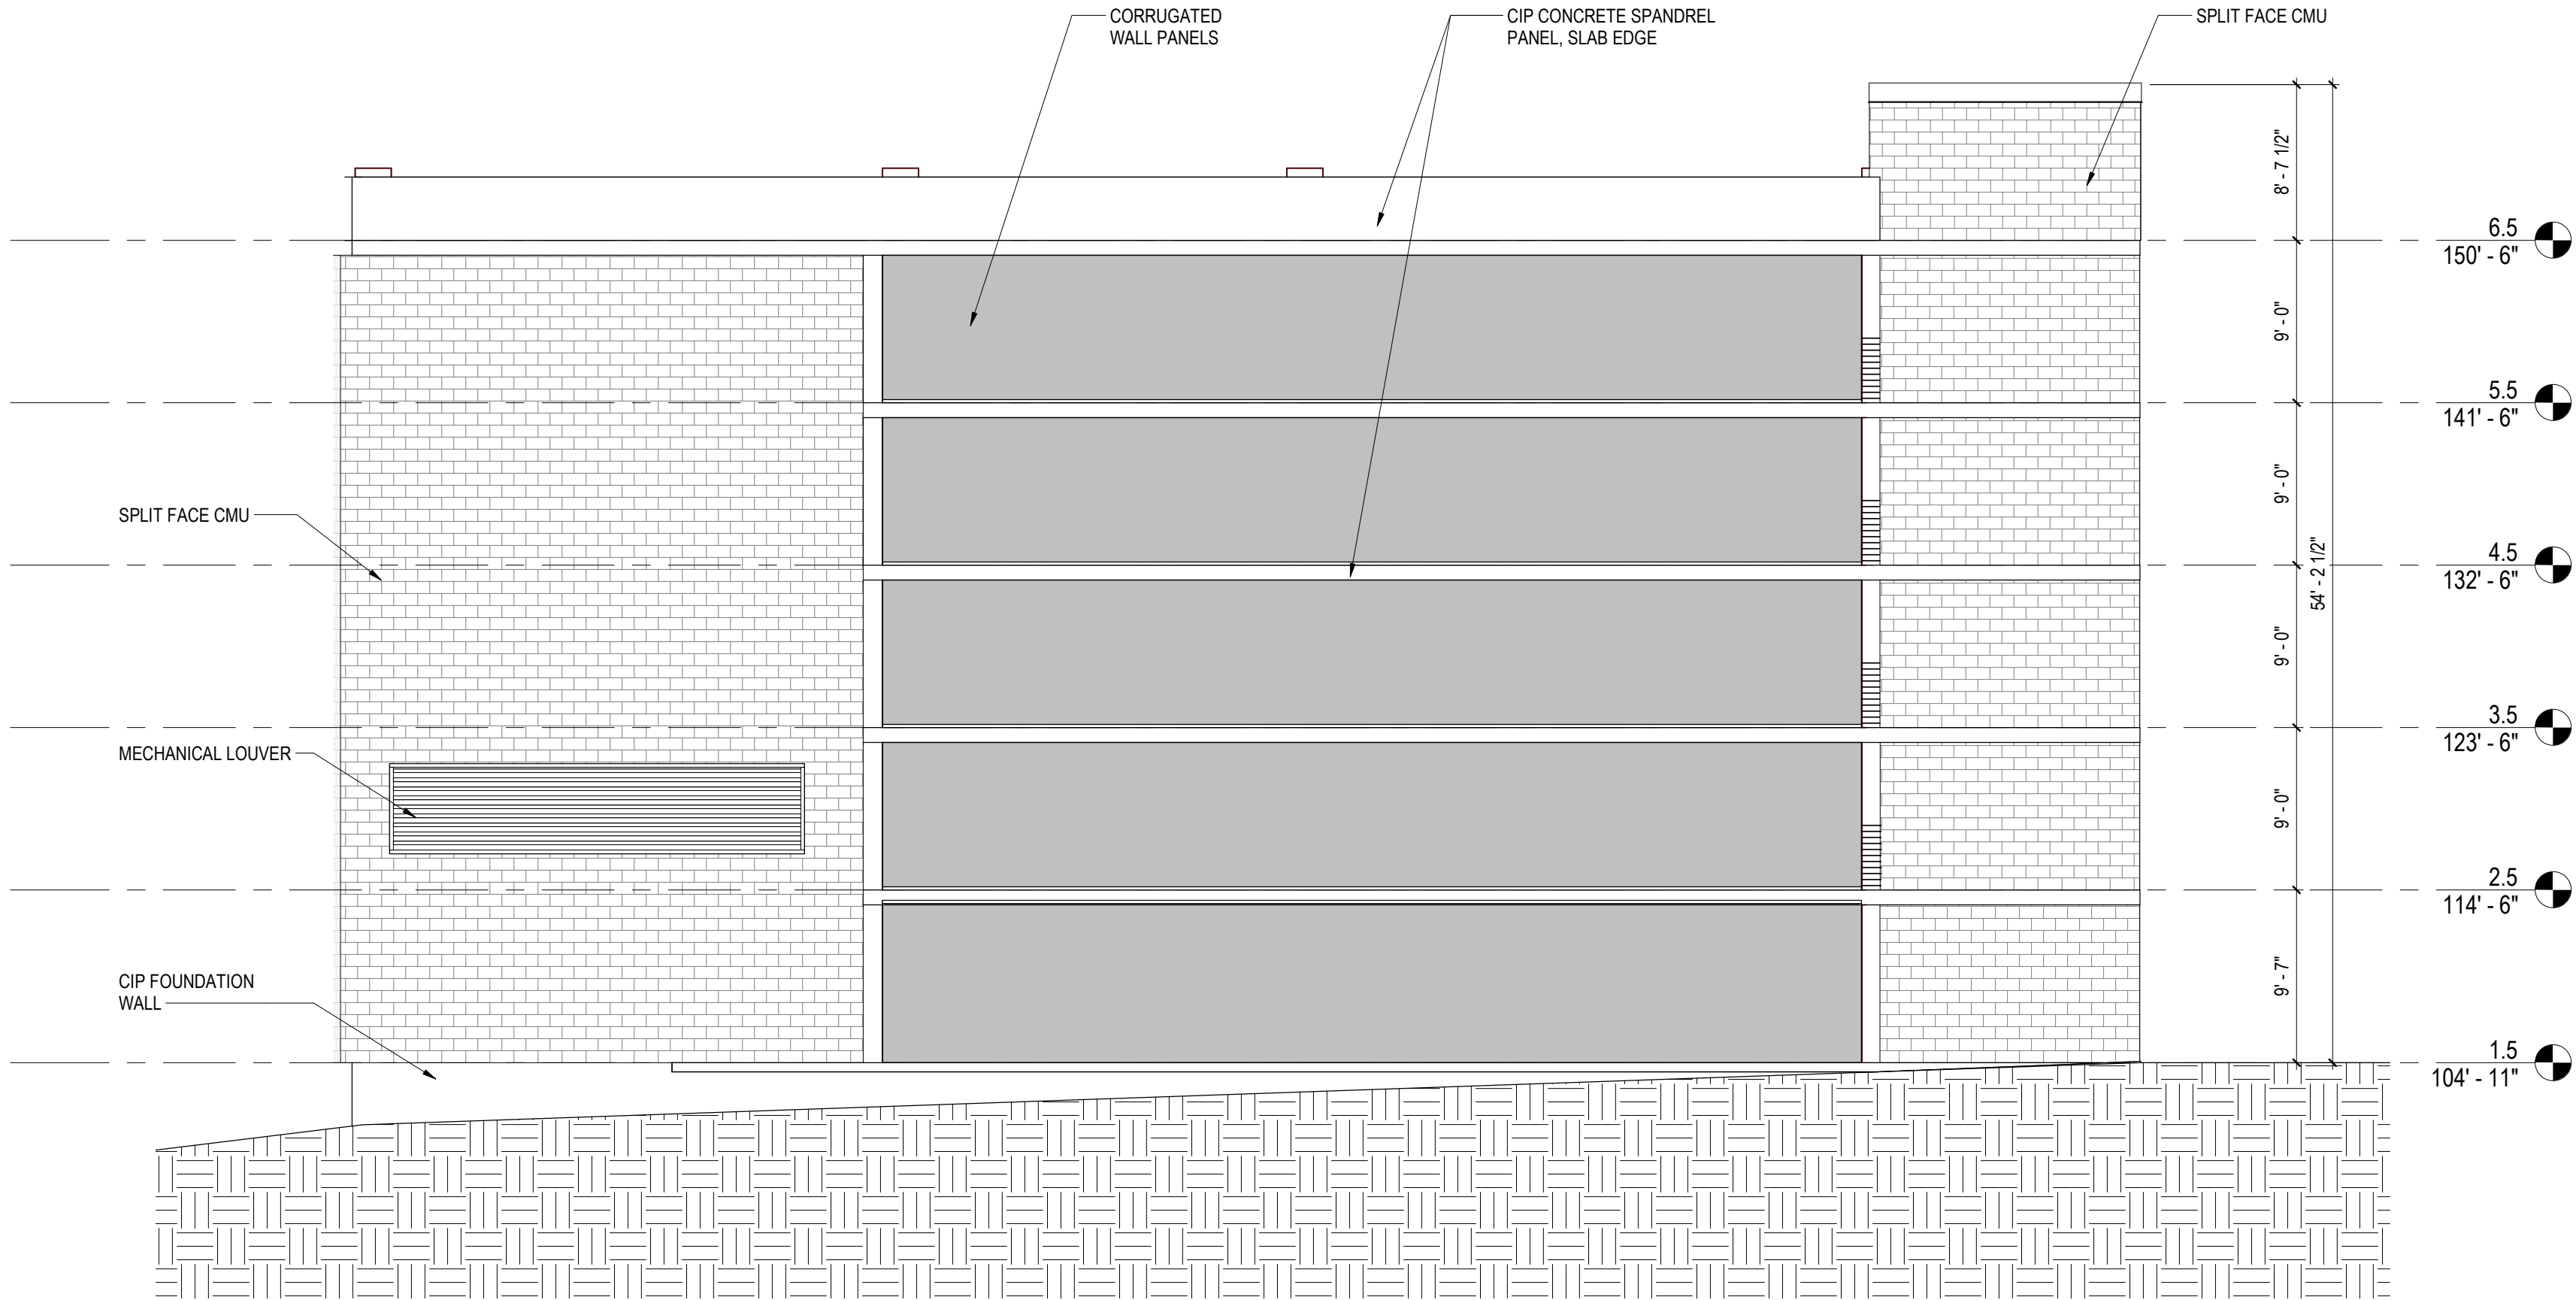 CORRUGATED
WALL PANELS
CIP CONCRETE SPANDREL
PANEL, SLAB EDGE
SPLIT FACE CMU
8' - 7 1/2"
6.5
150' - 6"
9' - 0"
5.5
141' - 6"
9' - 0"
SPLIT FACE CMU
4.5
132' - 6"
54' - 2 1/2"
9' - 0"
3.5
123' - 6"
MECHANICAL LOUVER
9' - 0"
2.5
114' - 6"
9' - 7"
CIP FOUNDATION
WALL
1.5
104' - 11"